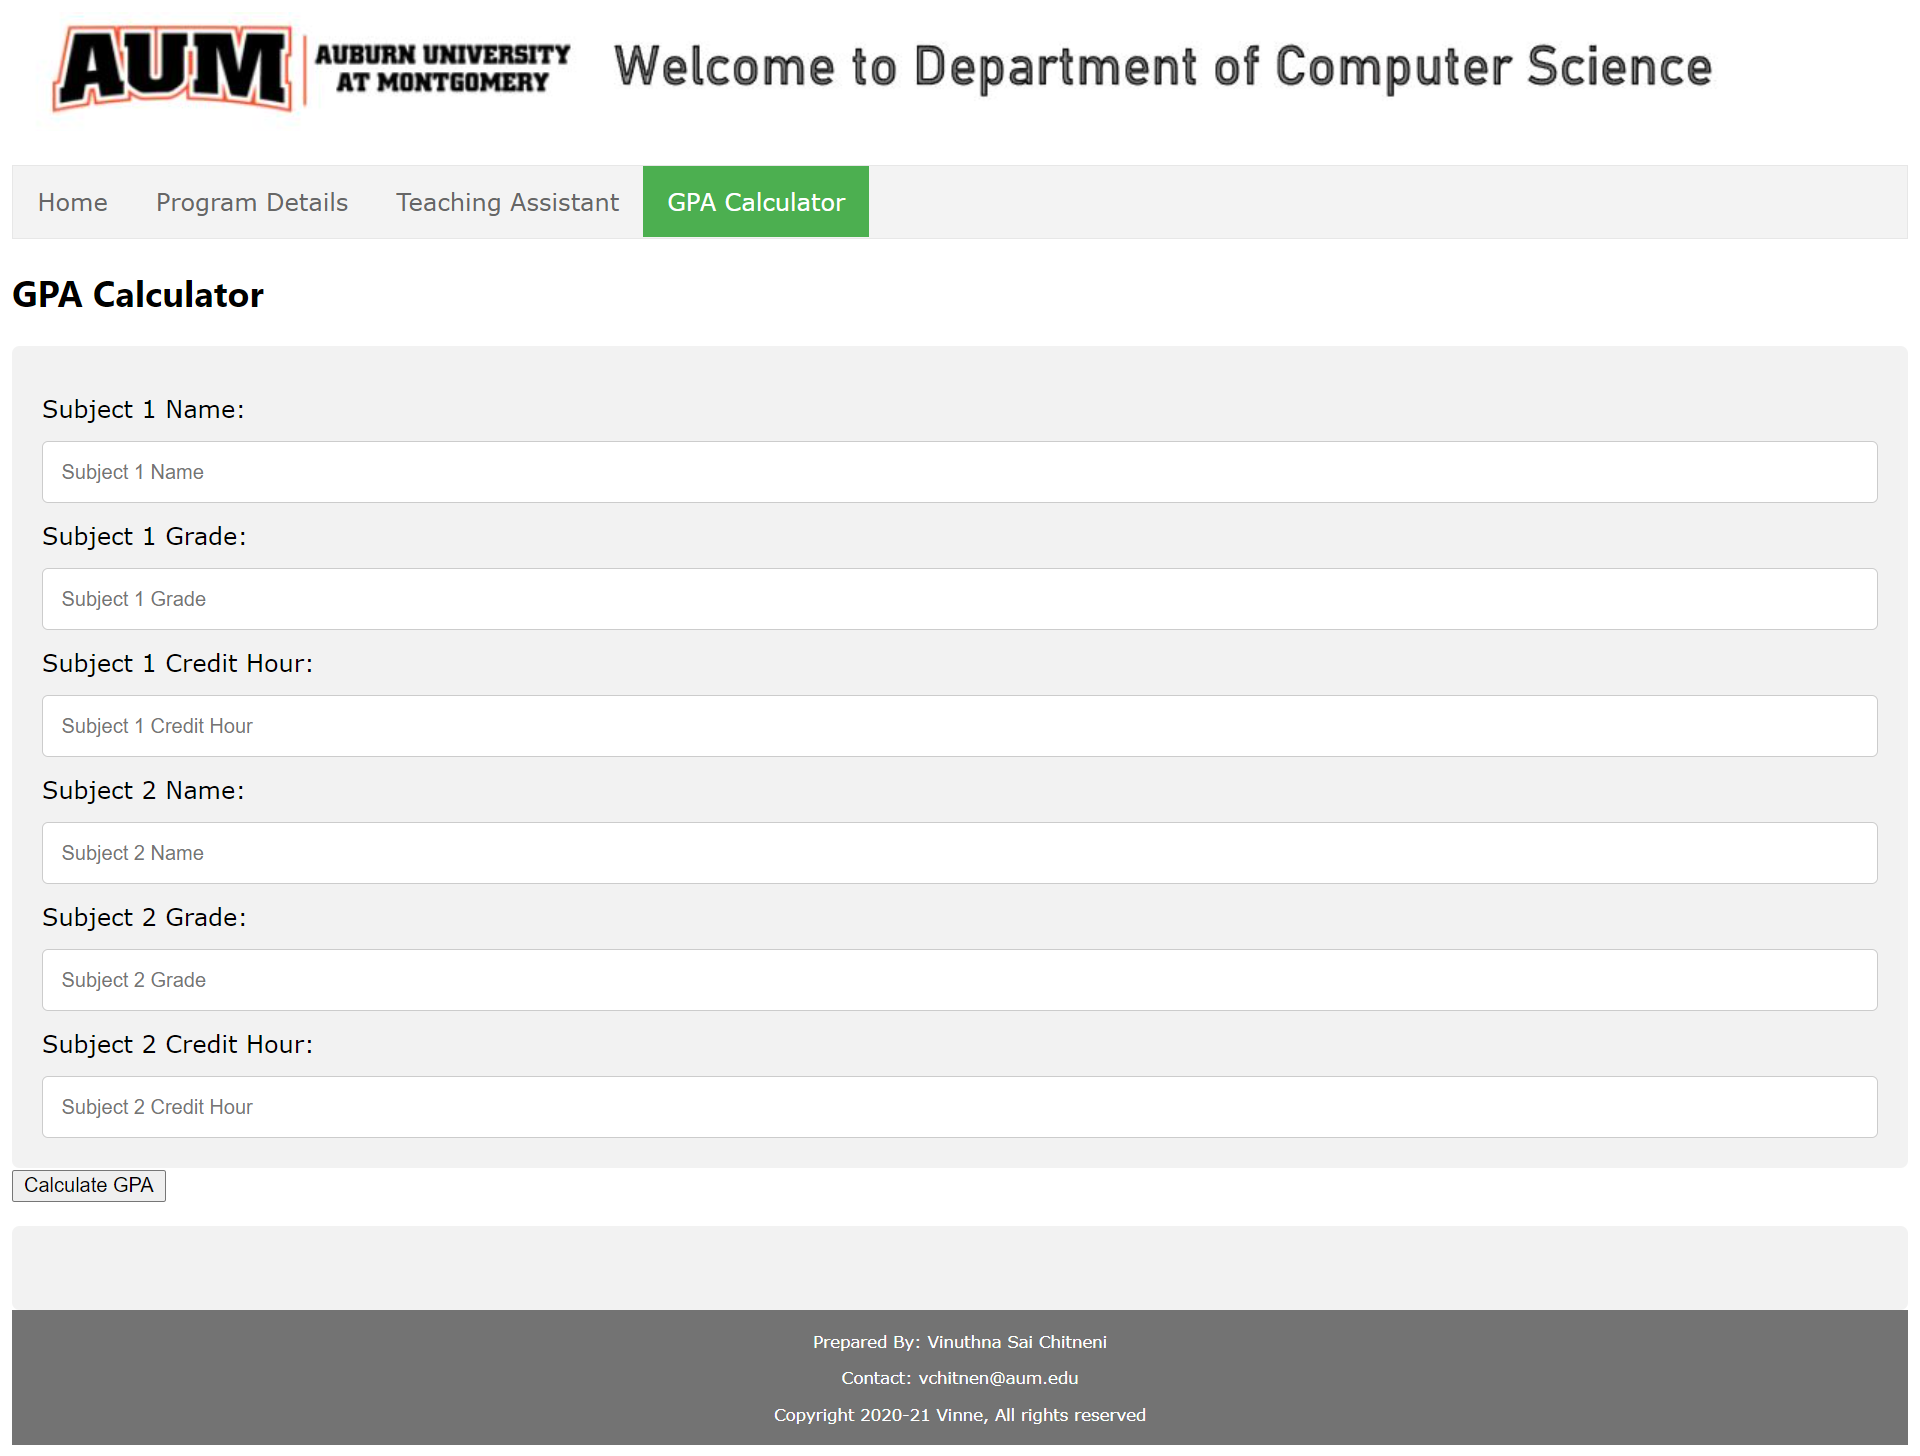 AUM
AUBURN UNIVERSITY
AT MONTGOMERY
Welcome to Department of Computer Science
Home Program Details Teaching Assistant GPA Calculator
GPA Calculator
Subject 1 Name:
Subject 1 Name
Subject 1 Grade:
Subject 1 Grade
Subject 1 Credit Hour:
Subject 1 Credit Hour
Subject 2 Name:
Subject 2 Name
Subject 2 Grade:
Subject 2 Grade
Subject 2 Credit Hour:
Subject 2 Credit Hour
Calculate GPA
Prepared By: Vinuthna Sai Chitneni
Contact: vchitnen@aum.edu
Copyright 2020-21 Vinne, All rights reserved